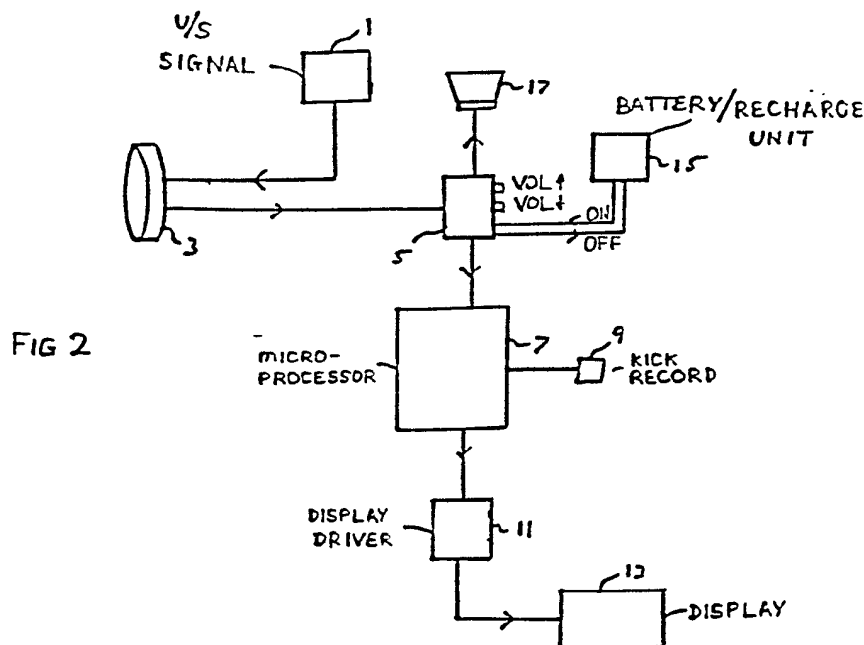 U/S
SIGNAL
1
17
BATTERY/RECHARGE
UNIT
15
VOL↑
VOL↓
ON
OFF
3
5
FIG 2
MICRO-
PROCESSOR
7
9
KICK
RECORD
DISPLAY
DRIVER
11
13
DISPLAY